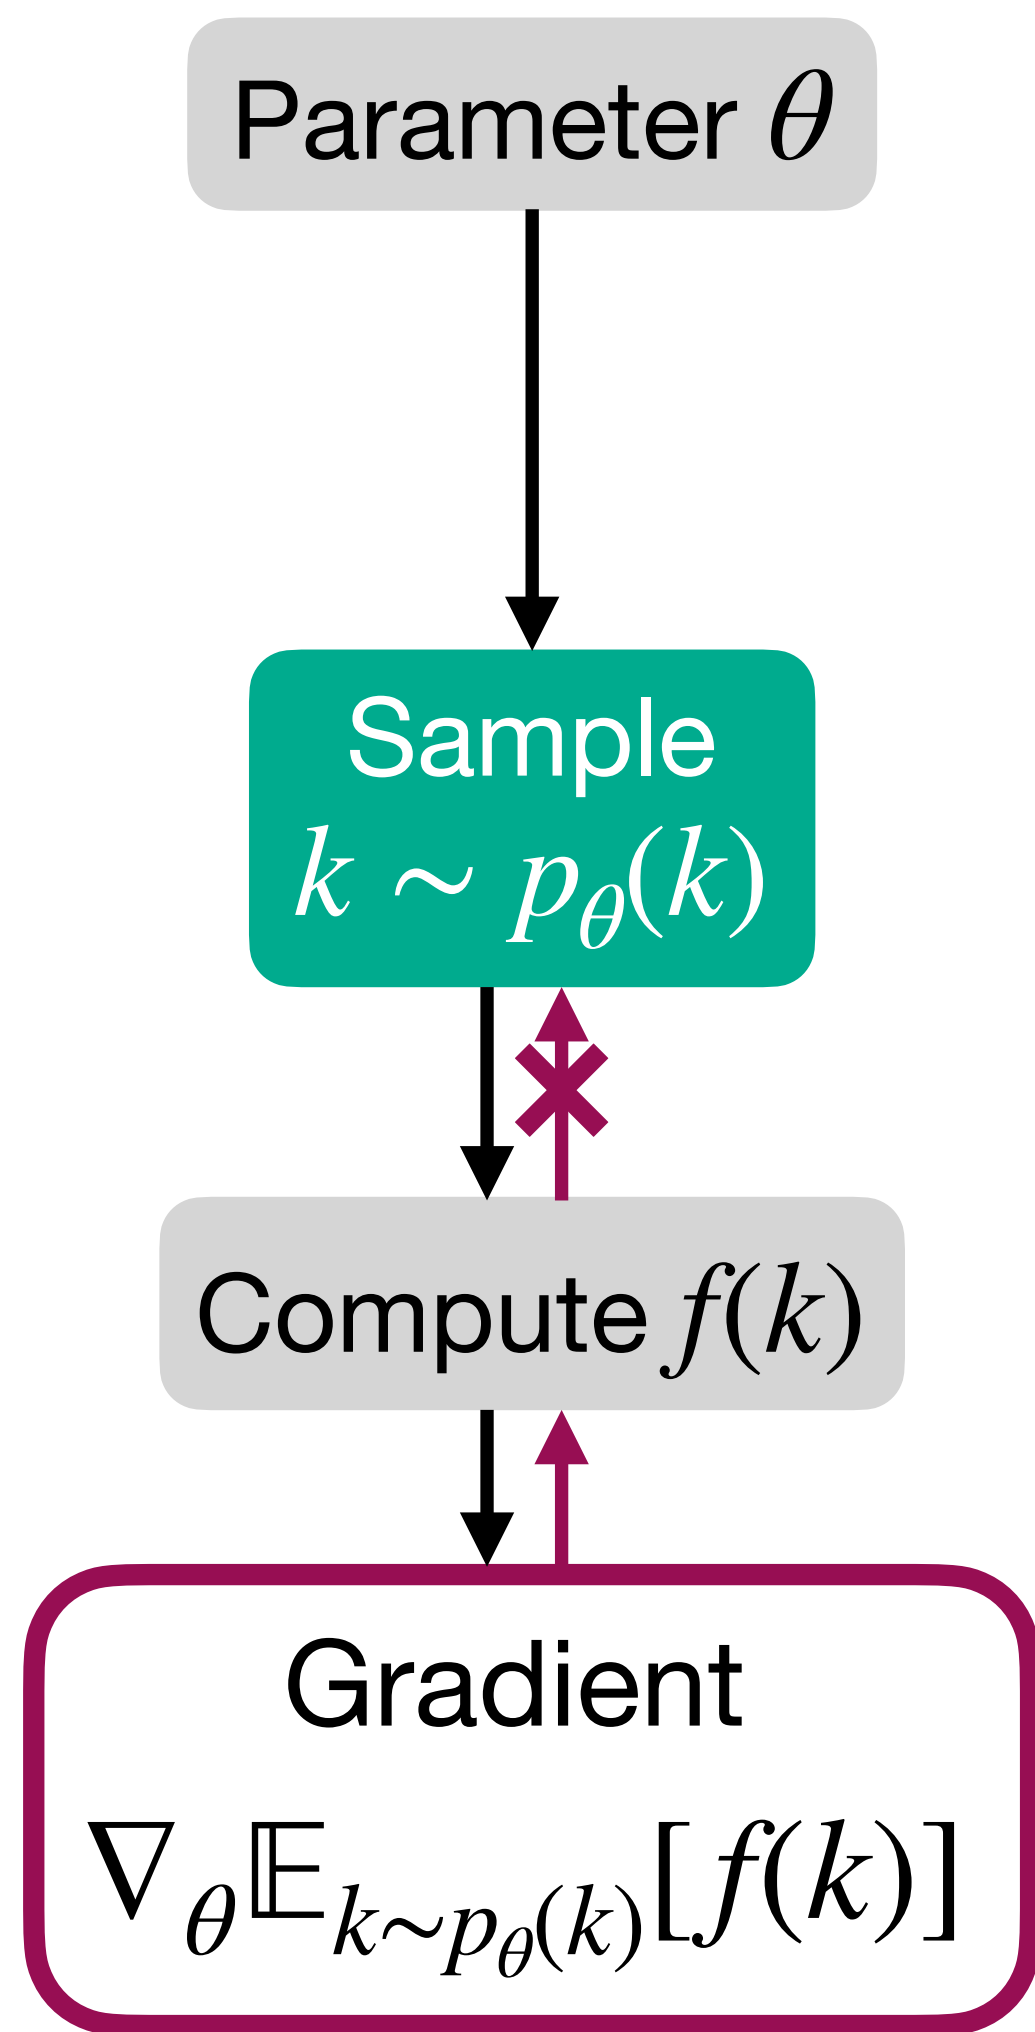 Parameter θ
Sample
k ∼ p_θ(k)
Compute f(k)
Gradient
∇_θ 𝔼_{k∼p_θ(k)}[f(k)]